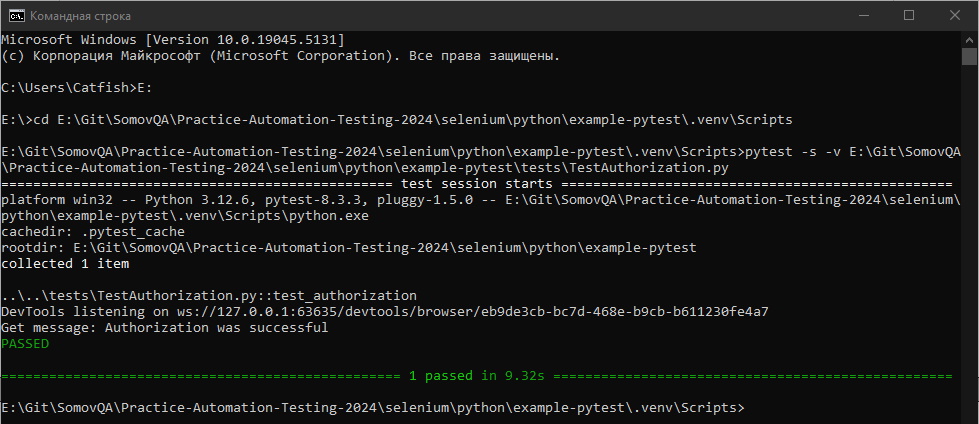 Командная строка
Microsoft Windows [Version 10.0.19045.5131]
(c) Корпорация Майкрософт (Microsoft Corporation). Все права защищены.
C:\Users\Catfish>E:
E:\>cd E:\Git\SomovQA\Practice-Automation-Testing-2024\selenium\python\example-pytest\.venv\Scripts
E:\Git\SomovQA\Practice-Automation-Testing-2024\selenium\python\example-pytest\.venv\Scripts>pytest -s -v E:\Git\SomovQA
\Practice-Automation-Testing-2024\selenium\python\example-pytest\tests\TestAuthorization.py
================================================= test session starts =================================================
platform win32 -- Python 3.12.6, pytest-8.3.3, pluggy-1.5.0 -- E:\Git\SomovQA\Practice-Automation-Testing-2024\selenium\
python\example-pytest\.venv\Scripts\python.exe
cachedir: .pytest_cache
rootdir: E:\Git\SomovQA\Practice-Automation-Testing-2024\selenium\python\example-pytest
collected 1 item
..\..\tests\TestAuthorization.py::test_authorization
DevTools listening on ws://127.0.0.1:63635/devtools/browser/eb9de3cb-bc7d-468e-b9cb-b611230fe4a7
Get message: Authorization was successful
PASSED
================================================== 1 passed in 9.32s ==================================================
E:\Git\SomovQA\Practice-Automation-Testing-2024\selenium\python\example-pytest\.venv\Scripts>